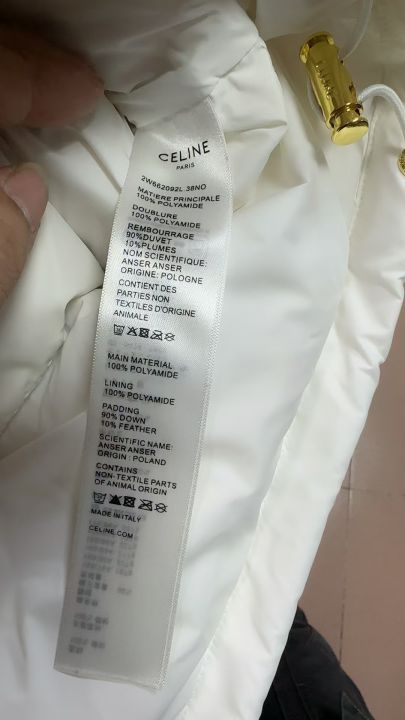 CELINE
PARIS
2W662092L 38NO
MATIÈRE PRINCIPALE
100% POLYAMIDE
DOUBLURE
100% POLYAMIDE
REMBOURRAGE
90%DUVET
10%PLUMES
NOM SCIENTIFIQUE:
ANSER ANSER
ORIGINE: POLOGNE
CONTIENT DES
PARTIES NON
TEXTILES D'ORIGINE
ANIMALE
MAIN MATERIAL
100% POLYAMIDE
LINING
100% POLYAMIDE
PADDING
90% DOWN
10% FEATHER
SCIENTIFIC NAME:
ANSER ANSER
ORIGIN : POLAND
CONTAINS
NON-TEXTILE PARTS
OF ANIMAL ORIGIN
MADE IN ITALY
CELINE.COM